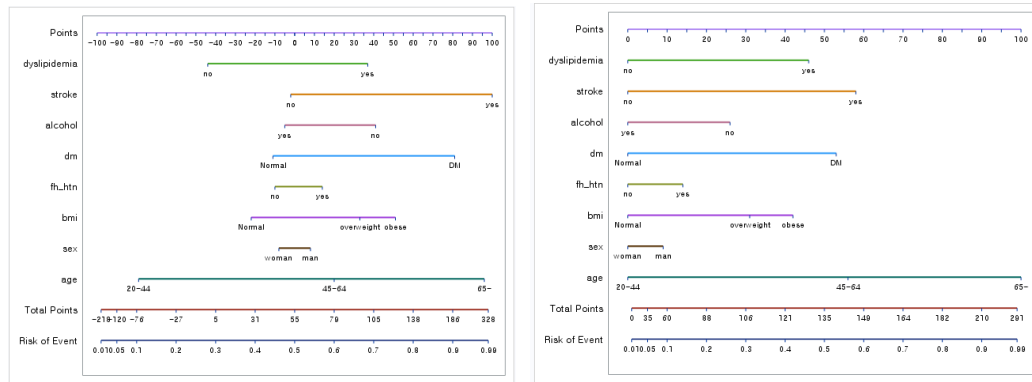 Points
-100 -90 -80 -70 -60 -50 -40 -30 -20 -10 0 10 20 30 40 50 60 70 80 90 100
dyslipidemia
no yes
stroke
no yes
alcohol
yes no
dm
Normal DM
fh_htn
no yes
bmi
Normal overweight obese
sex
woman man
age
20-44 45-64 65-
Total Points
-218 -120 -76 -27 5 31 55 79 105 138 186 328
Risk of Event
0.01 0.05 0.1 0.2 0.3 0.4 0.5 0.6 0.7 0.8 0.9 0.99
Points
0 10 20 30 40 50 60 70 80 90 100
dyslipidemia
no yes
stroke
no yes
alcohol
yes no
dm
Normal DM
fh_htn
no yes
bmi
Normal overweight obese
sex
woman man
age
20-44 45-64 65-
Total Points
0 35 60 88 106 121 135 149 164 182 210 291
Risk of Event
0.01 0.05 0.1 0.2 0.3 0.4 0.5 0.6 0.7 0.8 0.9 0.99